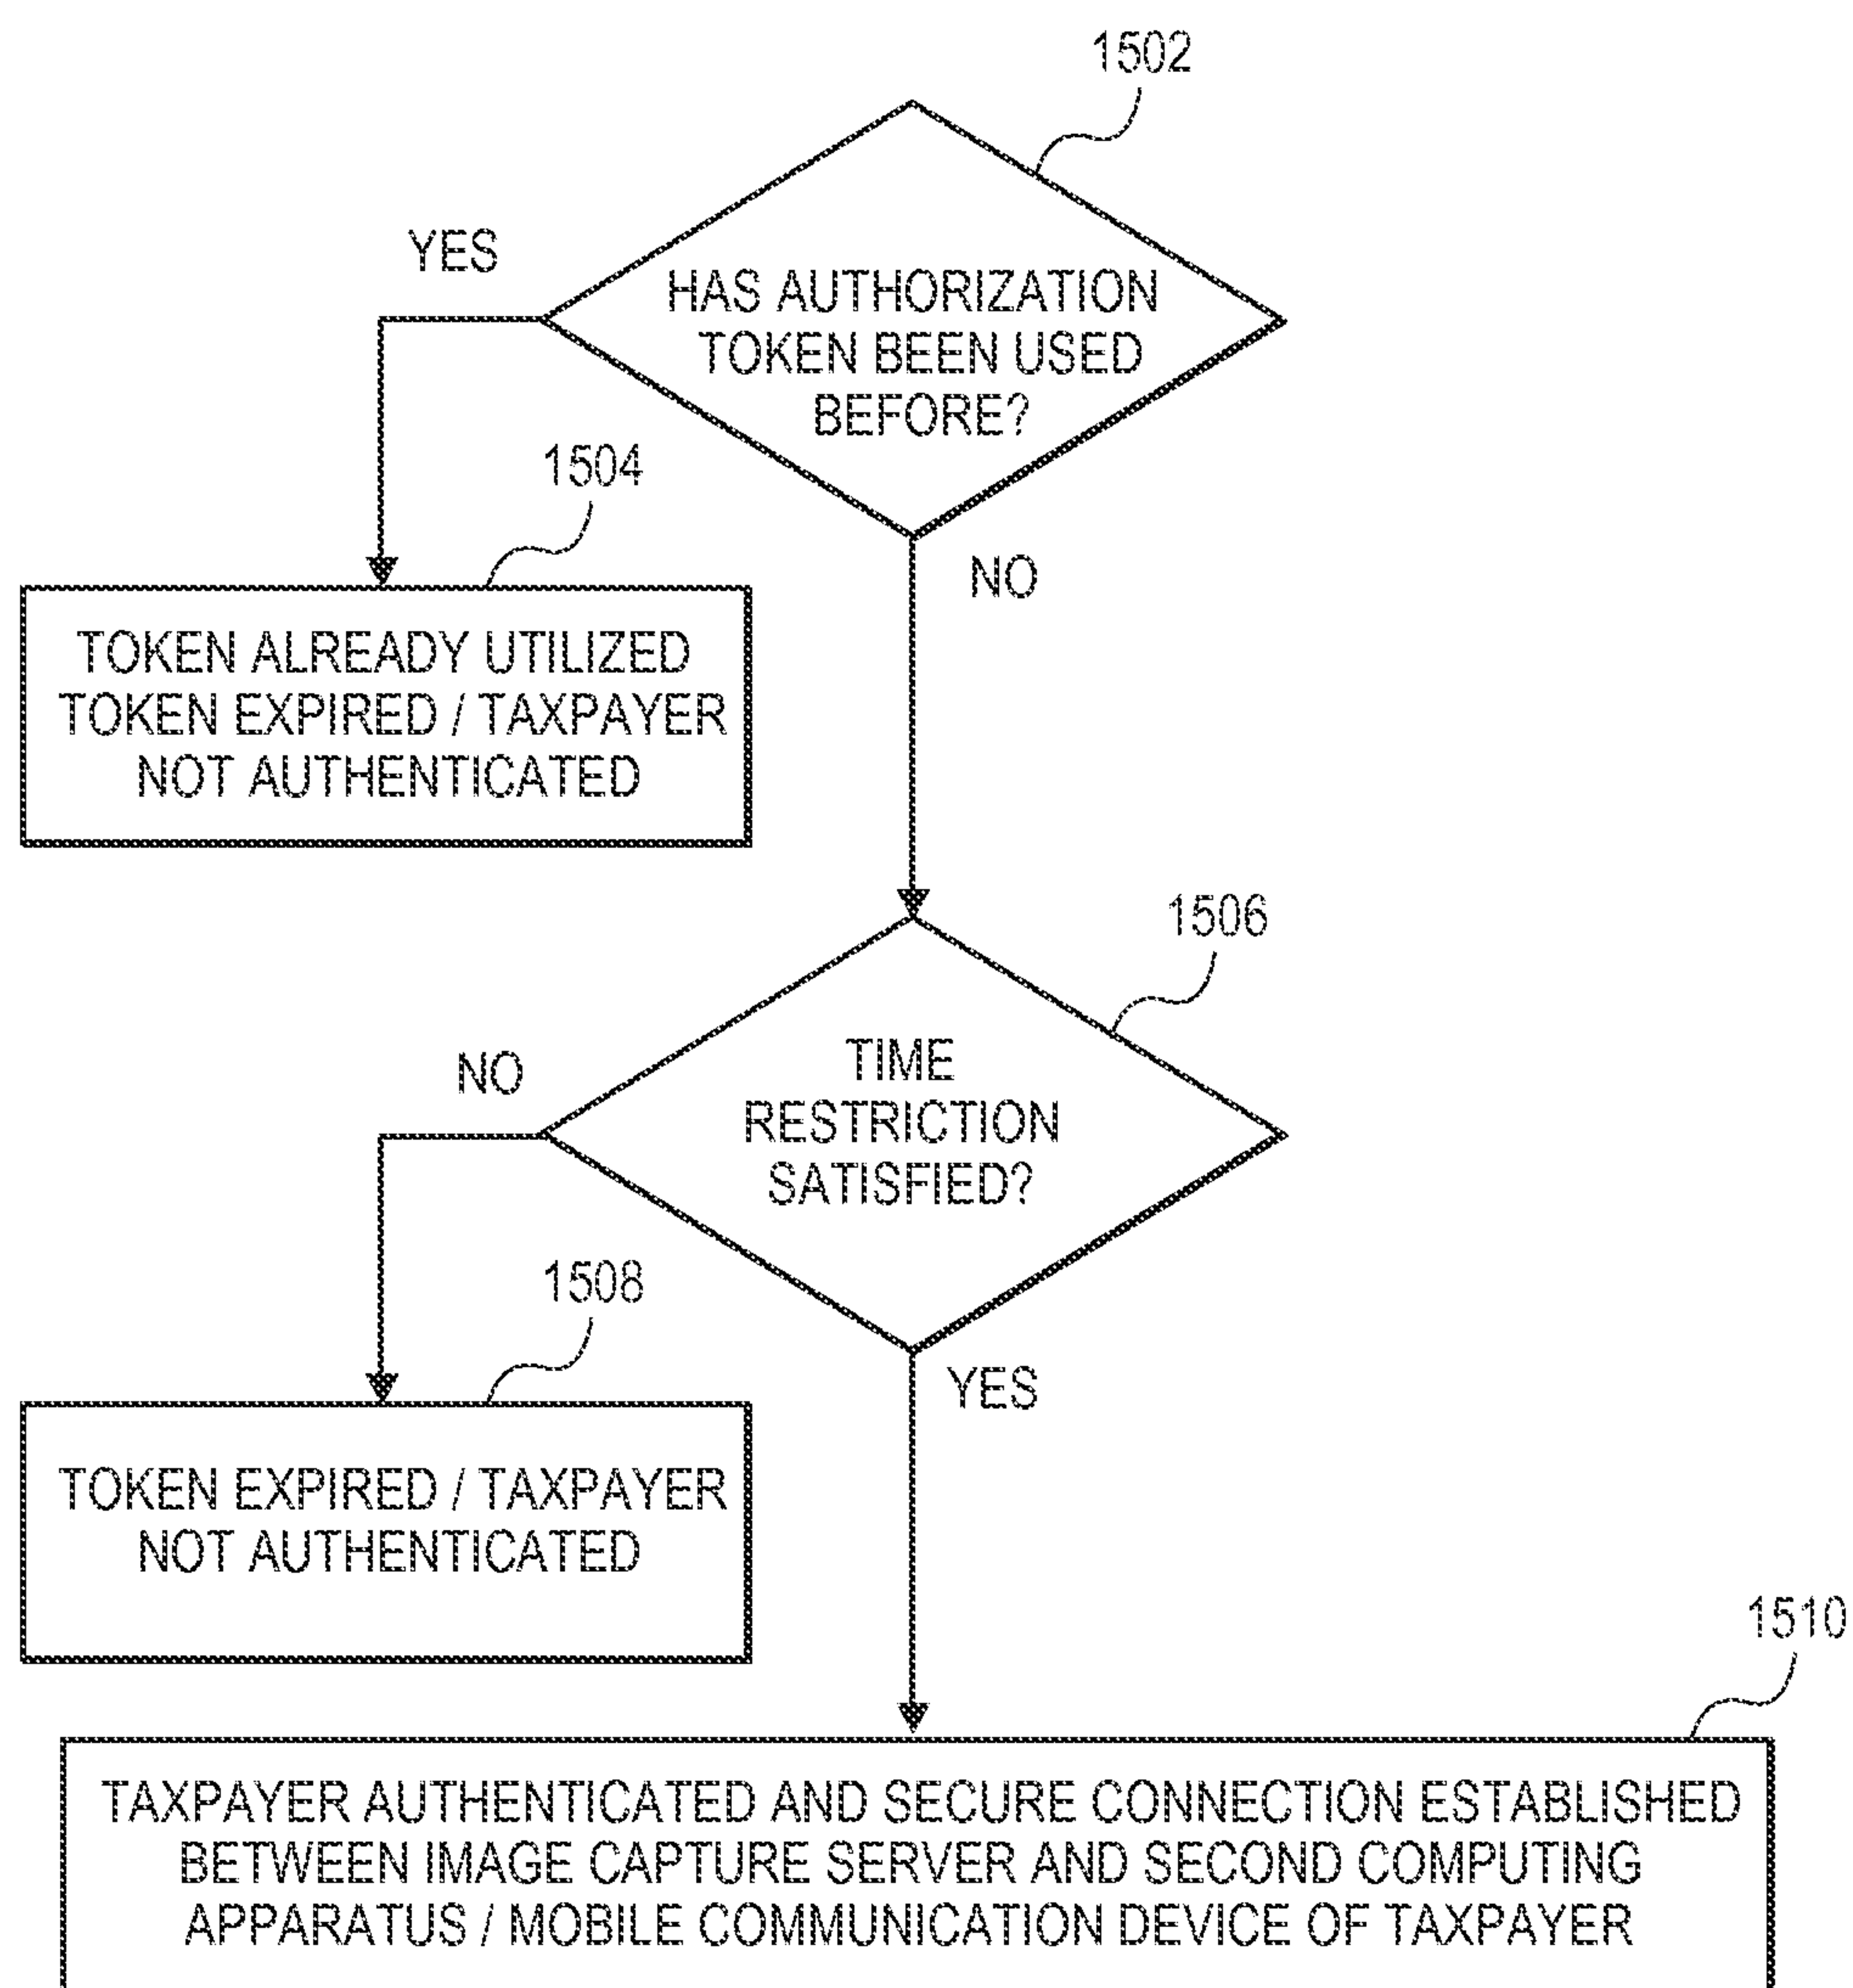 1502
YES
HAS AUTHORIZATION
TOKEN BEEN USED
BEFORE?
1504
NO
TOKEN ALREADY UTILIZED
TOKEN EXPIRED / TAXPAYER
NOT AUTHENTICATED
1506
NO
TIME
RESTRICTION
SATISFIED?
1508
YES
TOKEN EXPIRED / TAXPAYER
NOT AUTHENTICATED
1510
TAXPAYER AUTHENTICATED AND SECURE CONNECTION ESTABLISHED
BETWEEN IMAGE CAPTURE SERVER AND SECOND COMPUTING
APPARATUS / MOBILE COMMUNICATION DEVICE OF TAXPAYER